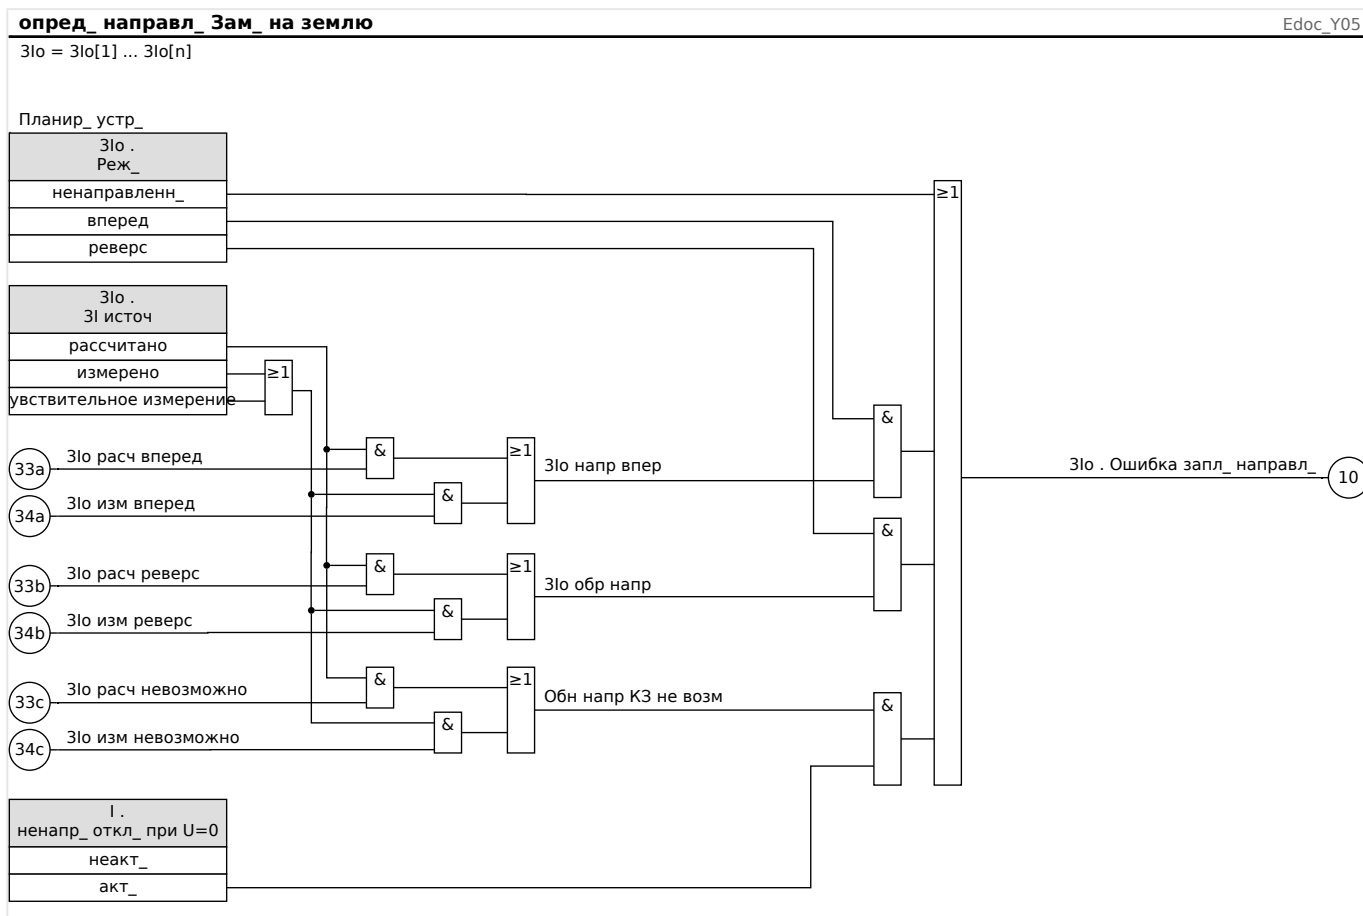 опред_ направл_ Зам_ на землю
Edoc_Y05
3Io = 3Io[1] ... 3Io[n]
Планир_ устр_
3Io .
Реж_
ненаправленн_
вперед
реверс
≥1
3Io .
3I источ
рассчитано
измерено
увствительное измерение
≥1
&
33a
3Io расч вперед
&
≥1
3Io напр впер
3Io . Ошибка запл_ направл_
10
34a
3Io изм вперед
&
&
33b
3Io расч реверс
&
≥1
3Io обр напр
34b
3Io изм реверс
&
33c
3Io расч невозможно
&
≥1
Обн напр КЗ не возм
&
34c
3Io изм невозможно
&
I .
ненапр_ откл_ при U=0
неакт_
акт_